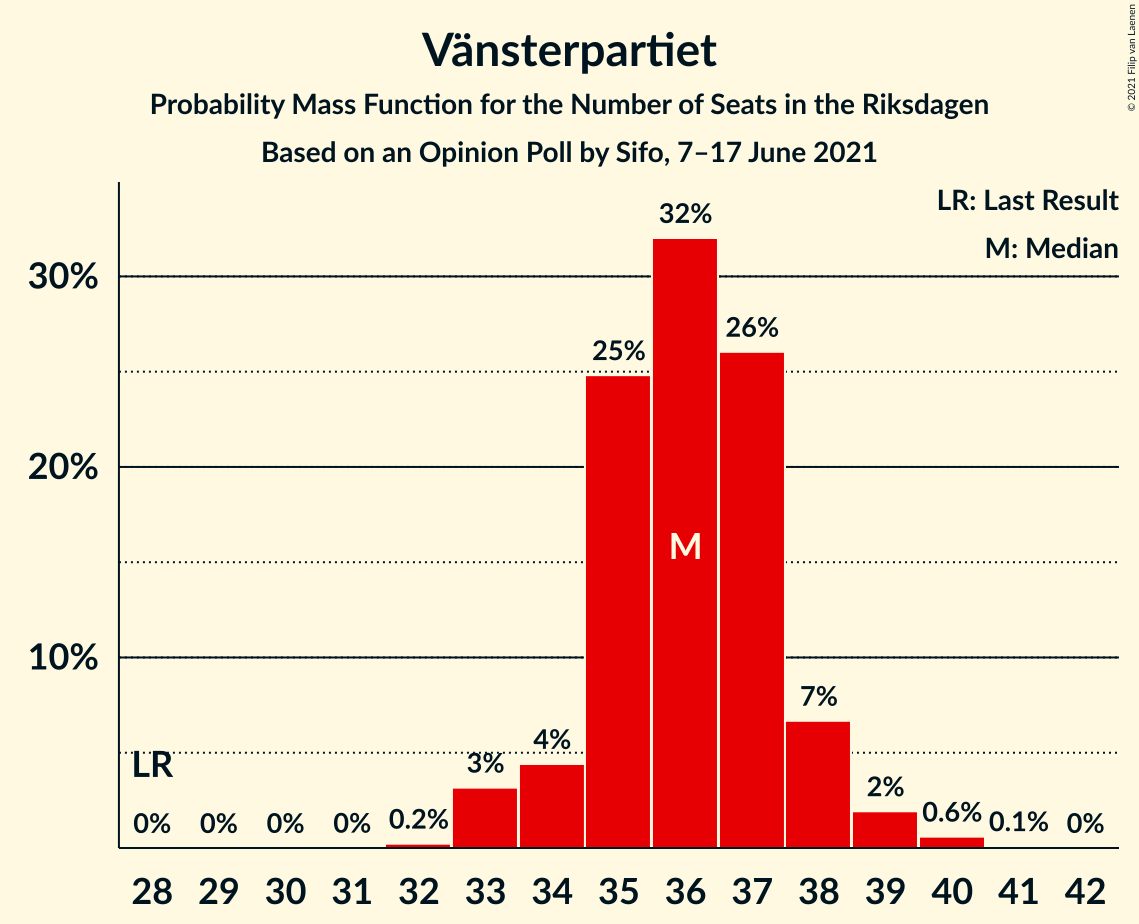 Vänsterpartiet
Probability Mass Function for the Number of Seats in the Riksdagen
Based on an Opinion Poll by Sifo, 7–17 June 2021
© 2021 Filip van Laenen
LR: Last Result
M: Median
32%
30%
26%
25%
20%
M
10%
7%
4%
3%
LR
2%
0% 0% 0% 0% 0.2% 0.6% 0.1% 0%
28 29 30 31 32 33 34 35 36 37 38 39 40 41 42